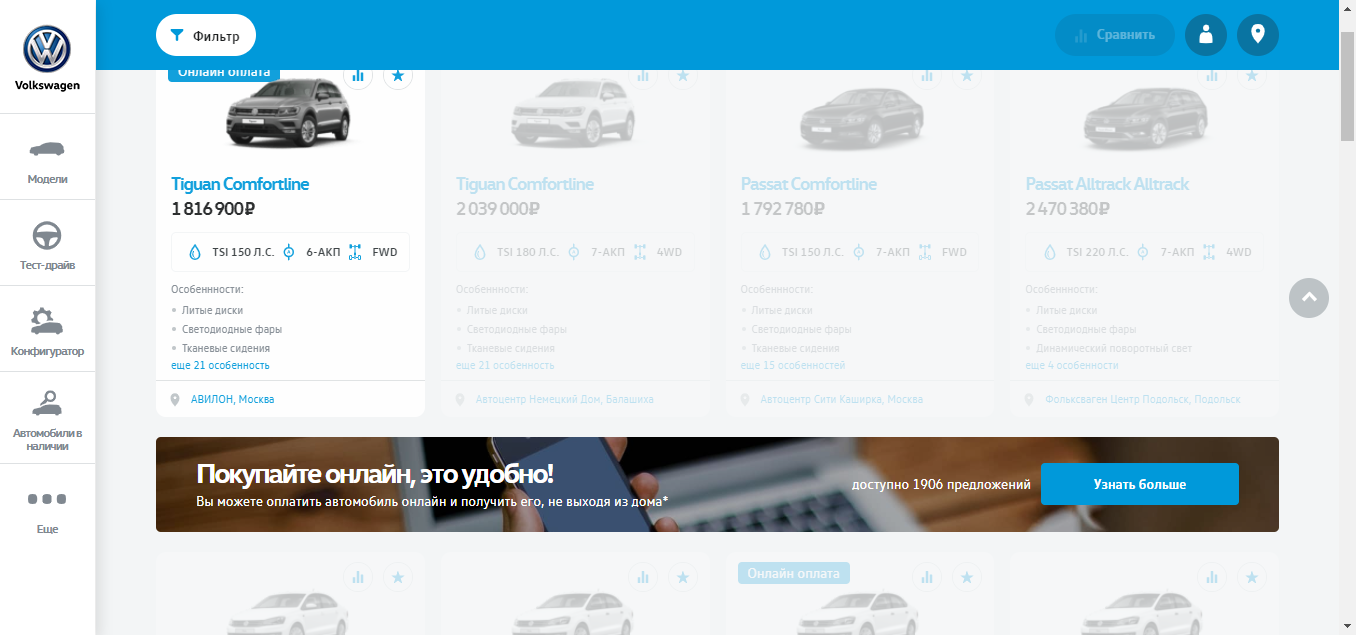 Фильтр
Сравнить
Volkswagen
Модели
Тест-драйв
Конфигуратор
Автомобили в
наличии
Еще
Онлайн оплата
Tiguan Comfortline
1 816 900₽
TSI 150 Л.С.
6-АКП
FWD
Особеннности:
Литые диски
Светодиодные фары
Тканевые сидения
еще 21 особенность
АВИЛОН, Москва
Tiguan Comfortline
2 039 000₽
TSI 180 Л.С.
7-АКП
4WD
Особеннности:
Литые диски
Светодиодные фары
Тканевые сидения
еще 21 особенность
Автоцентр Немецкий Дом, Балашиха
Passat Comfortline
1 792 780₽
TSI 150 Л.С.
7-АКП
FWD
Особеннности:
Литые диски
Светодиодные фары
Тканевые сидения
еще 15 особенностей
Автоцентр Сити Каширка, Москва
Passat Alltrack Alltrack
2 470 380₽
TSI 220 Л.С.
7-АКП
4WD
Особеннности:
Литые диски
Светодиодные фары
Динамический поворотный свет
еще 4 особенности
Фольксваген Центр Подольск, Подольск
Покупайте онлайн, это удобно!
Вы можете оплатить автомобиль онлайн и получить его, не выходя из дома*
доступно 1906 предложений
Узнать больше
Онлайн оплата